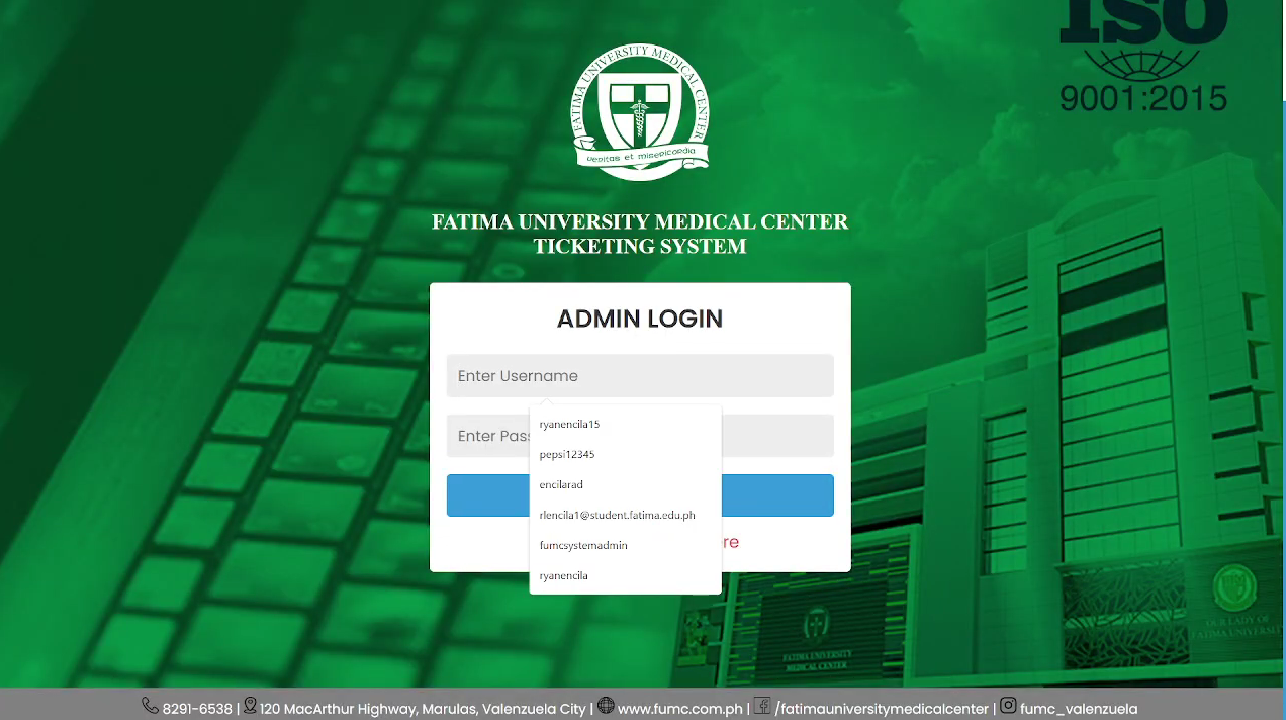 ISO
9001:2015
FATIMA UNIVERSITY MEDICAL CENTER
veritas et misericordia
FATIMA UNIVERSITY MEDICAL CENTER
TICKETING SYSTEM
ADMIN LOGIN
Enter Username
Enter Pass
ryanencila15
pepsi12345
encilarad
rlencila1@student.fatima.edu.ph
fumcsystemadmin
ryanencila
re
FATIMA UNIVERSITY
MEDICAL CENTER
OUR LADY OF
FATIMA UNIVERSITY
8291-6538 | 120 MacArthur Highway, Marulas, Valenzuela City | www.fumc.com.ph | /fatimauniversitymedicalcenter | fumc_valenzuela